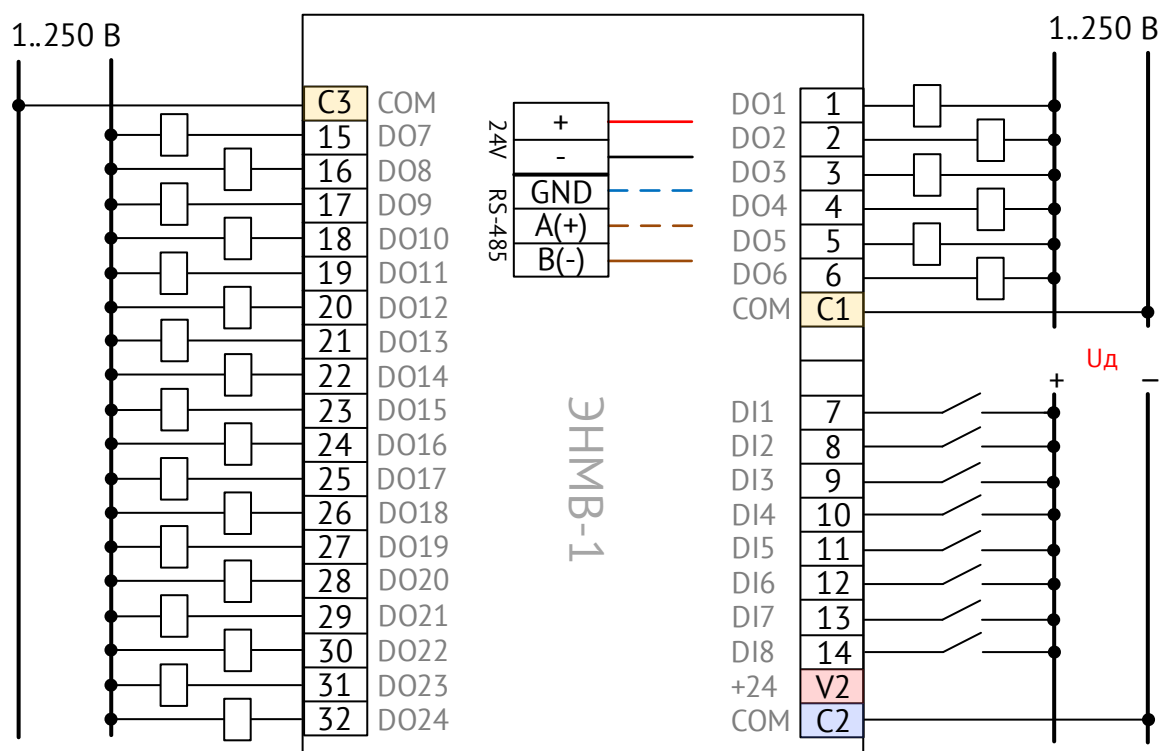 1..250 В
1..250 В
C3 COM
15 DO7
16 DO8
17 DO9
18 DO10
19 DO11
20 DO12
21 DO13
22 DO14
23 DO15
24 DO16
25 DO17
26 DO18
27 DO19
28 DO20
29 DO21
30 DO22
31 DO23
32 DO24
24V
+
-
RS-485
GND
A(+)
B(-)
ЭНМВ-1
DO1 1
DO2 2
DO3 3
DO4 4
DO5 5
DO6 6
COM C1
Uд
+ −
DI1 7
DI2 8
DI3 9
DI4 10
DI5 11
DI6 12
DI7 13
DI8 14
+24 V2
COM C2